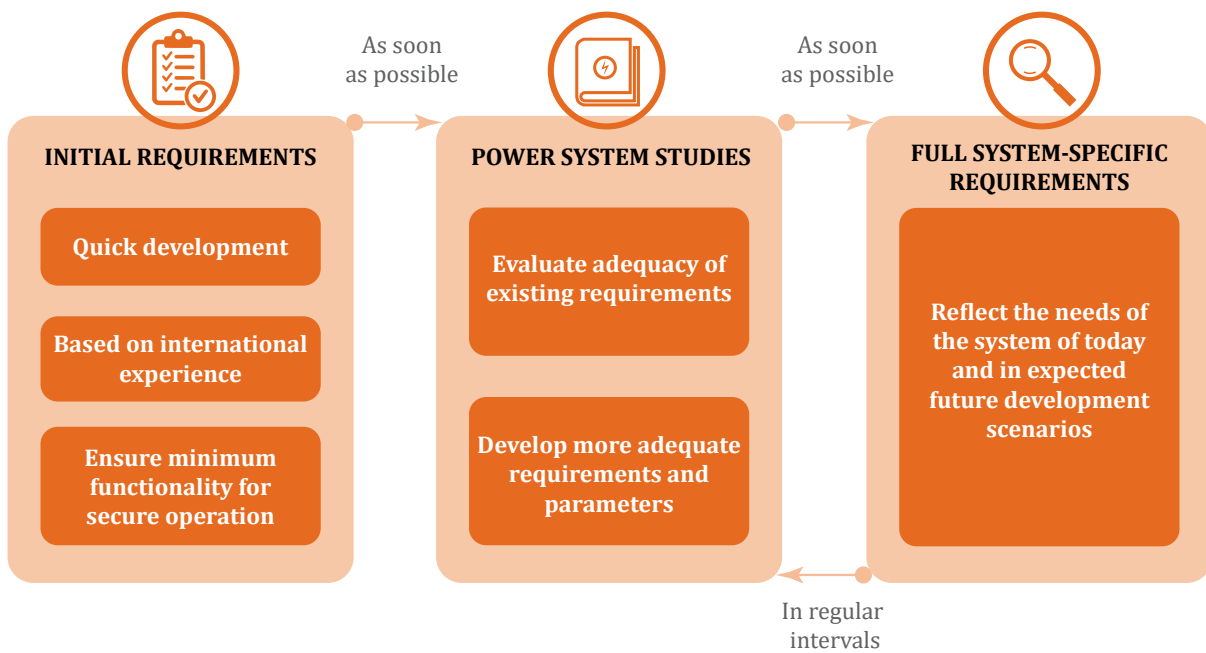 As soon
as possible
As soon
as possible
INITIAL REQUIREMENTS
Quick development
Based on international
experience
Ensure minimum
functionality for
secure operation
POWER SYSTEM STUDIES
Evaluate adequacy of
existing requirements
Develop more adequate
requirements and
parameters
FULL SYSTEM-SPECIFIC
REQUIREMENTS
Reflect the needs of
the system of today
and in expected
future development
scenarios
In regular
intervals